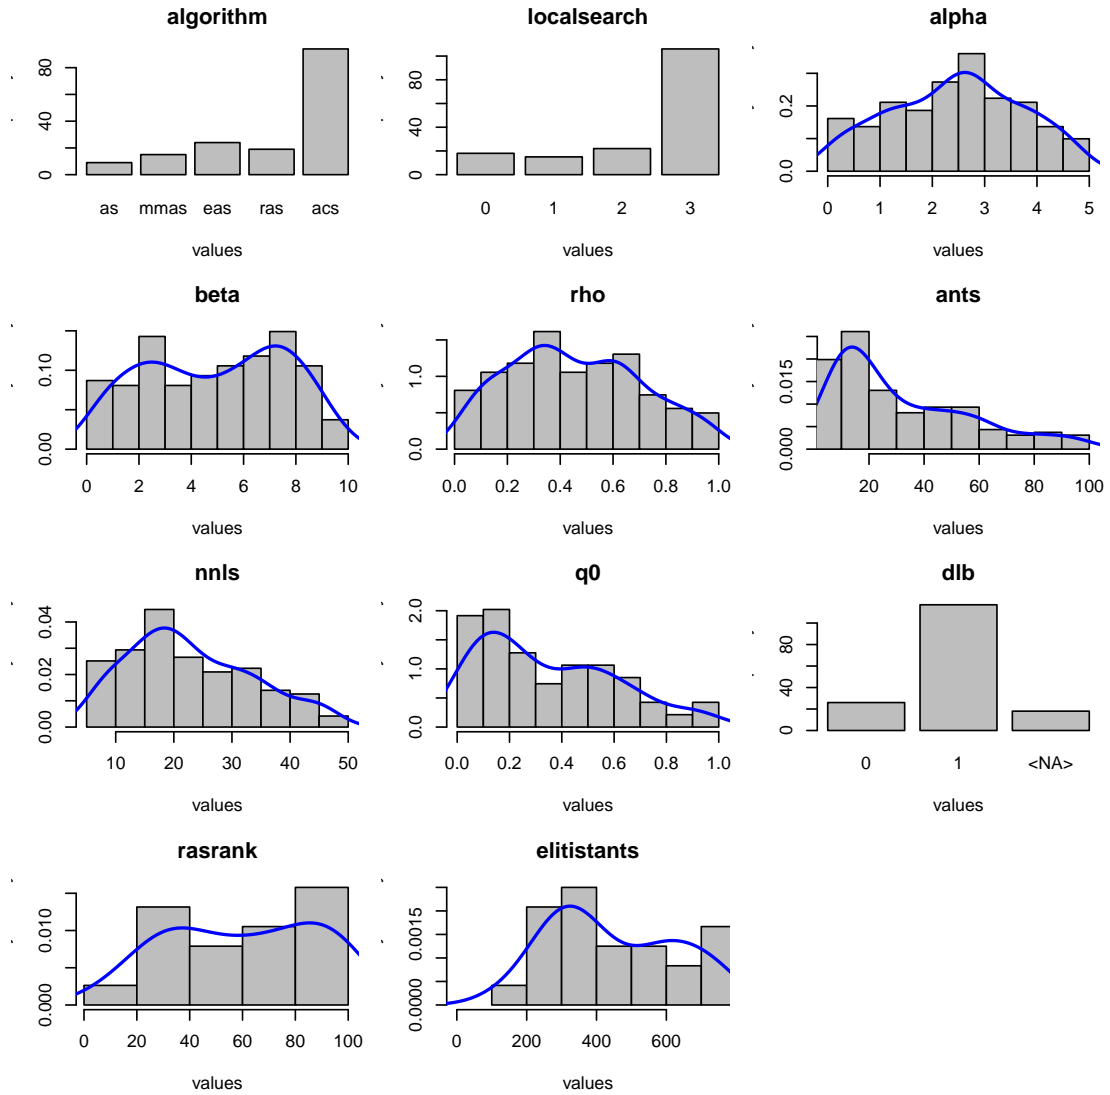 algorithm
80
40
0
as mmas eas ras acs
values
localsearch
80
40
0
0 1 2 3
values
alpha
0.2
0.0
0 1 2 3 4 5
values
beta
0.10
0.00
0 2 4 6 8 10
values
rho
1.0
0.0
0.0 0.2 0.4 0.6 0.8 1.0
values
ants
0.015
0.000
20 40 60 80 100
values
nnls
0.04
0.02
0.00
10 20 30 40 50
values
q0
2.0
1.0
0.0
0.0 0.2 0.4 0.6 0.8 1.0
values
dlb
80
40
0
0 1 <NA>
values
rasrank
0.010
0.000
0 20 40 60 80 100
values
elitistants
0.0015
0.0000
0 200 400 600
values